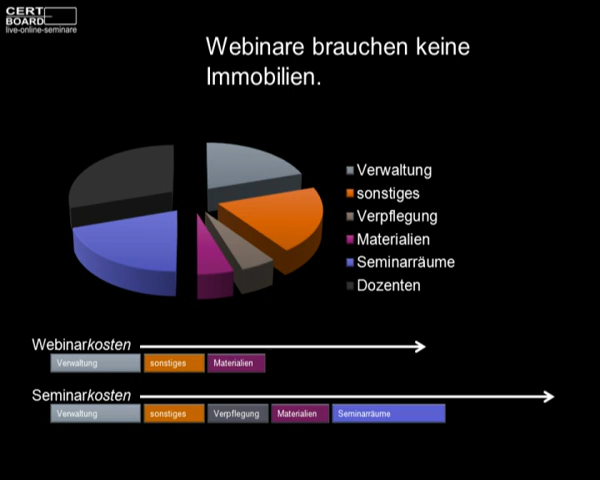 CERT
BOARD
live-online-seminare
Webinare brauchen keine
Immobilien.
Verwaltung
sonstiges
Verpflegung
Materialien
Seminarräume
Dozenten
Webinarkosten
Verwaltung sonstiges Materialien
Seminarkosten
Verwaltung sonstiges Verpflegung Materialien Seminarräume